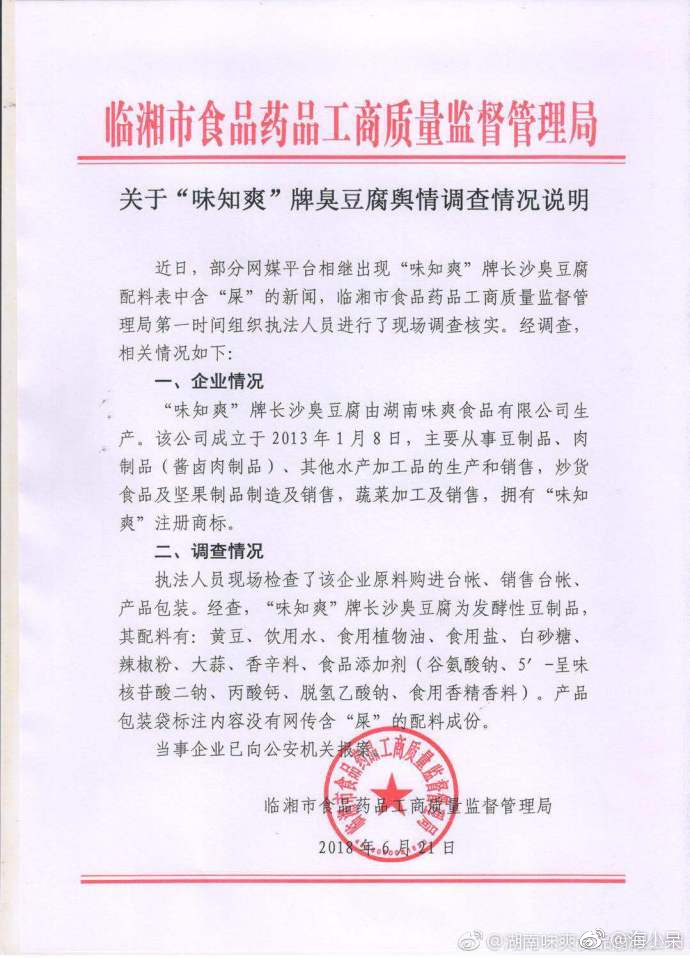 临湘市食品药品工商质量监督管理局
关于“味知爽”牌臭豆腐舆情调查情况说明
近日，部分网媒平台相继出现“味知爽”牌长沙臭豆腐
配料表中含“屎”的新闻，临湘市食品药品工商质量监督管
理局第一时间组织执法人员进行了现场调查核实。经调查，
相关情况如下：
一、企业情况
“味知爽”牌长沙臭豆腐由湖南味爽食品有限公司生
产。该公司成立于2013年1月8日，主要从事豆制品、肉
制品（酱卤肉制品）、其他水产加工品的生产和销售，炒货
食品及坚果制品制造及销售，蔬菜加工及销售，拥有“味知
爽”注册商标。
二、调查情况
执法人员现场检查了该企业原料购进台帐、销售台帐、
产品包装。经查，“味知爽”牌长沙臭豆腐为发酵性豆制品，
其配料有：黄豆、饮用水、食用植物油、食用盐、白砂糖、
辣椒粉、大蒜、香辛料、食品添加剂（谷氨酸钠、5′-呈味
核苷酸二钠、丙酸钙、脱氢乙酸钠、食用香精香料）。产品
包装袋标注内容没有网传含“屎”的配料成份。
当事企业已向公安机关报案。
临湘市食品药品工商质量监督管理局
临湘市食品药品工商质量监督管理局
2018年6月21日
@湖南味爽
@海小呆